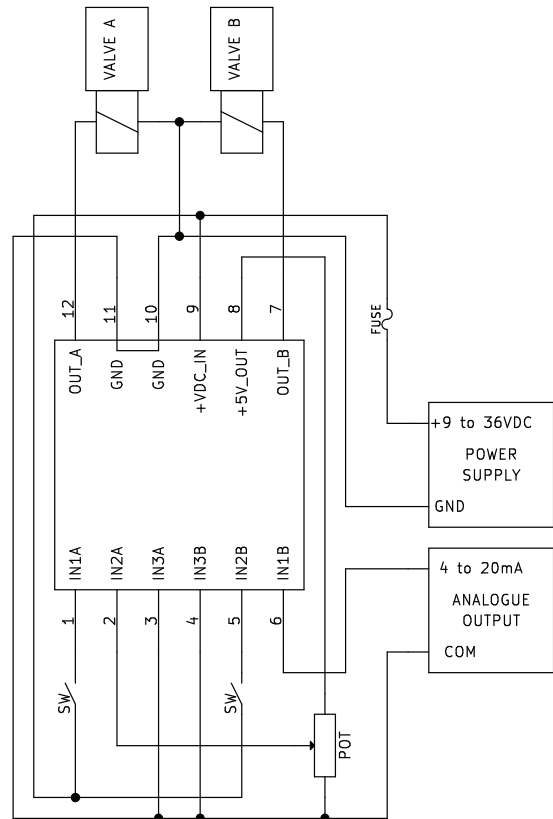 VALVE A
VALVE B
12
11
10
9
8
7
FUSE
OUT_A
GND
GND
+VDC_IN
+5V_OUT
OUT_B
+9 to 36VDC
POWER
SUPPLY
GND
IN1A
IN2A
IN3A
IN3B
IN2B
IN1B
4 to 20mA
ANALOGUE
OUTPUT
COM
1
2
3
4
5
6
SW
SW
POT